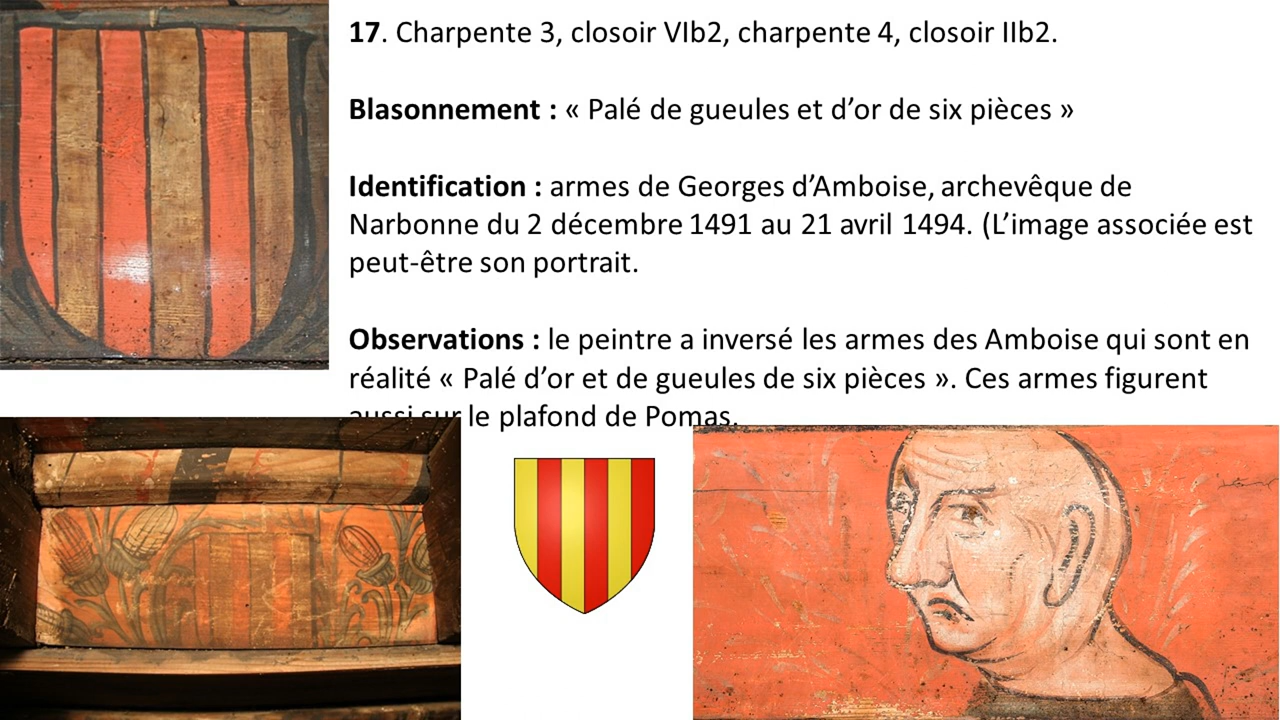 17. Charpente 3, closoir VIb2, charpente 4, closoir IIb2.
Blasonnement : « Palé de gueules et d’or de six pièces »
Identification : armes de Georges d’Amboise, archevêque de
Narbonne du 2 décembre 1491 au 21 avril 1494. (L’image associée est
peut-être son portrait.
Observations : le peintre a inversé les armes des Amboise qui sont en
réalité « Palé d’or et de gueules de six pièces ». Ces armes figurent
aussi sur le plafond de Pomas.